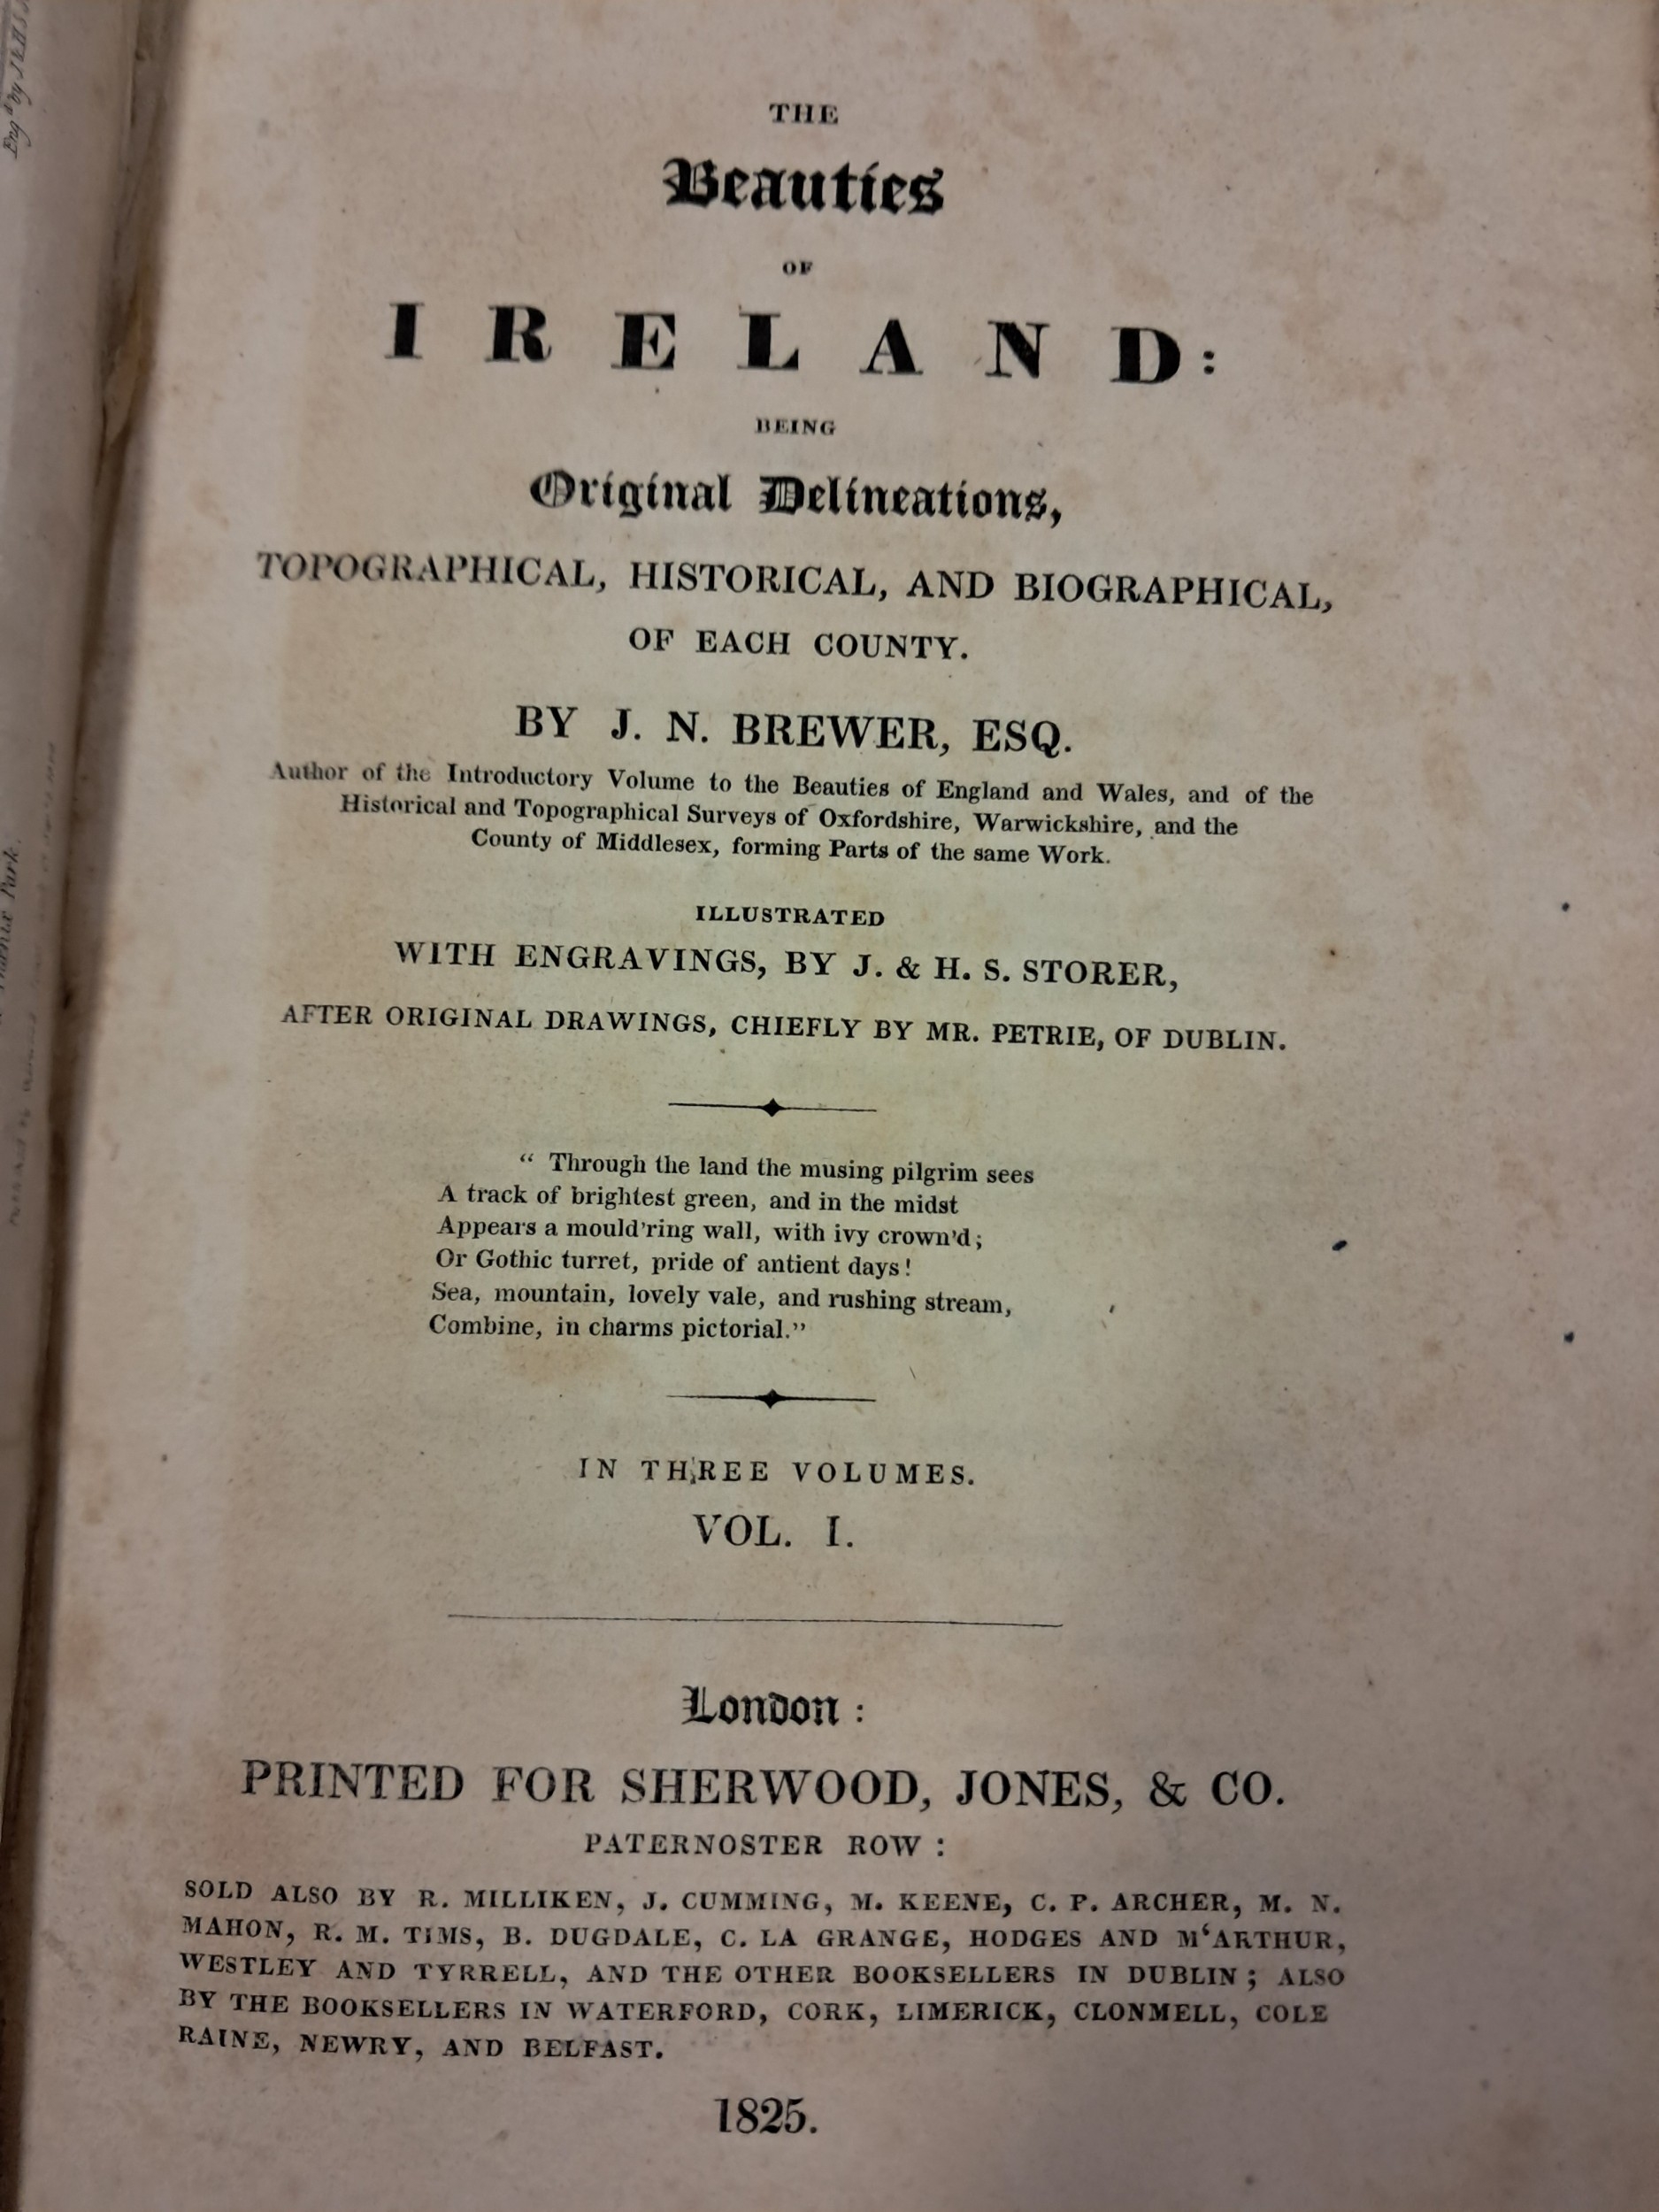 THE
Beauties
OF
IRELAND:
BEING
Original Delineations,
TOPOGRAPHICAL, HISTORICAL, AND BIOGRAPHICAL,
OF EACH COUNTY.
BY J. N. BREWER, ESQ.
Author of the Introductory Volume to the Beauties of England and Wales, and of the
Historical and Topographical Surveys of Oxfordshire, Warwickshire, and the
County of Middlesex, forming Parts of the same Work.
ILLUSTRATED
WITH ENGRAVINGS, BY J. & H. S. STORER,
AFTER ORIGINAL DRAWINGS, CHIEFLY BY MR. PETRIE, OF DUBLIN.
“ Through the land the musing pilgrim sees
A track of brightest green, and in the midst
Appears a mould'ring wall, with ivy crown'd;
Or Gothic turret, pride of antient days!
Sea, mountain, lovely vale, and rushing stream,
Combine, in charms pictorial.”
IN THREE VOLUMES.
VOL. I.
London:
PRINTED FOR SHERWOOD, JONES, & CO.
PATERNOSTER ROW:
SOLD ALSO BY R. MILLIKEN, J. CUMMING, M. KEENE, C. P. ARCHER, M. N.
MAHON, R. M. TIMS, B. DUGDALE, C. LA GRANGE, HODGES AND M‘ARTHUR,
WESTLEY AND TYRRELL, AND THE OTHER BOOKSELLERS IN DUBLIN; ALSO
BY THE BOOKSELLERS IN WATERFORD, CORK, LIMERICK, CLONMELL, COLE
RAINE, NEWRY, AND BELFAST.
1825.
Engd by J & H S
Park.